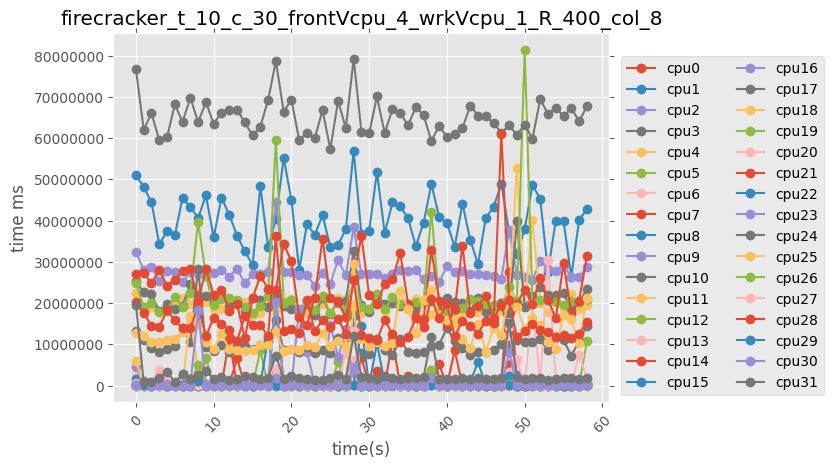 firecracker_t_10_c_30_frontVcpu_4_wrkVcpu_1_R_400_col_8
80000000
70000000
60000000
50000000
40000000
30000000
20000000
10000000
0
time ms
0 10 20 30 40 50 60
time(s)
cpu0 cpu16
cpu1 cpu17
cpu2 cpu18
cpu3 cpu19
cpu4 cpu20
cpu5 cpu21
cpu6 cpu22
cpu7 cpu23
cpu8 cpu24
cpu9 cpu25
cpu10 cpu26
cpu11 cpu27
cpu12 cpu28
cpu13 cpu29
cpu14 cpu30
cpu15 cpu31